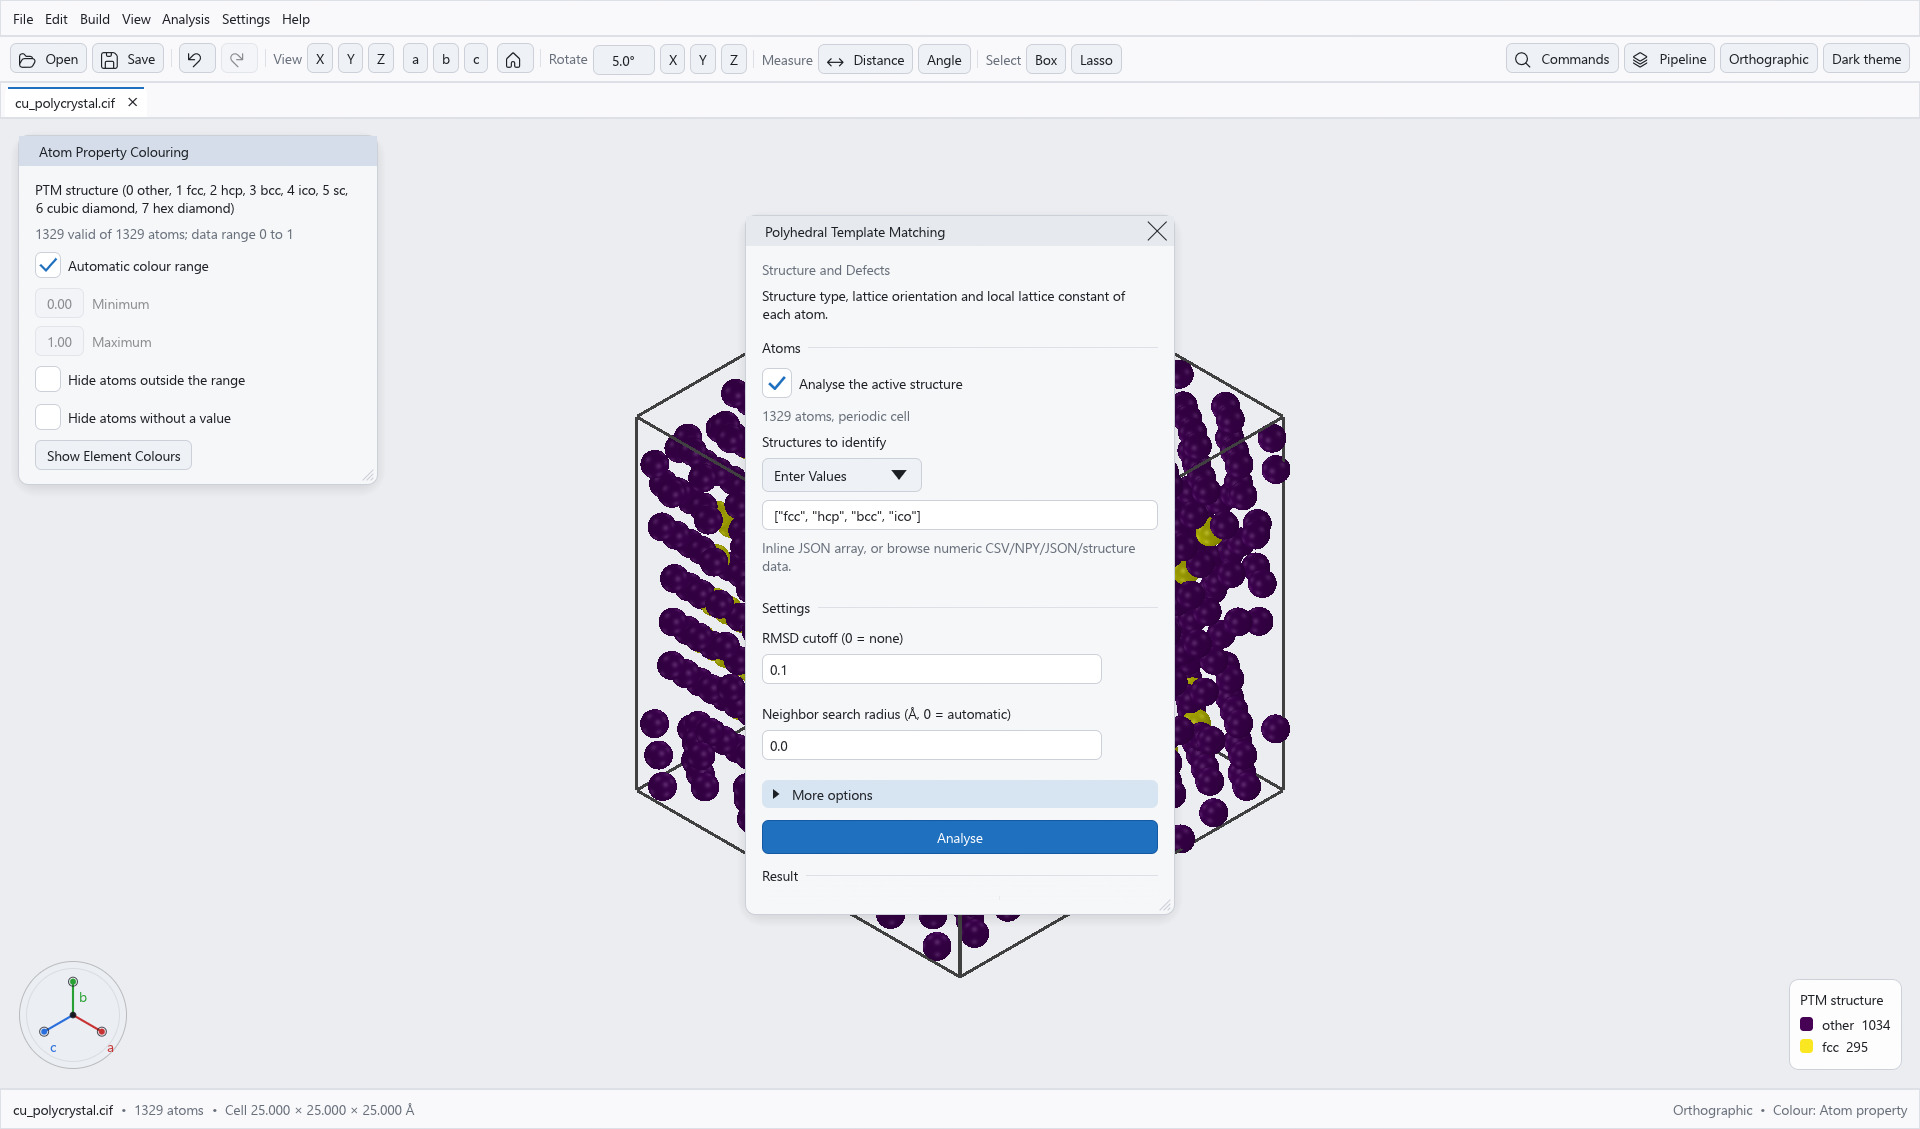 File Edit Build View Analysis Settings Help
Open Save View X Y Z a b c Rotate 5.0° X Y Z Measure Distance Angle Select Box Lasso Commands Pipeline Orthographic Dark theme
cu_polycrystal.cif
Atom Property Colouring
PTM structure (0 other, 1 fcc, 2 hcp, 3 bcc, 4 ico, 5 sc,
6 cubic diamond, 7 hex diamond)
1329 valid of 1329 atoms; data range 0 to 1
Automatic colour range
0.00 Minimum
1.00 Maximum
Hide atoms outside the range
Hide atoms without a value
Show Element Colours
Polyhedral Template Matching
Structure and Defects
Structure type, lattice orientation and local lattice constant of
each atom.
Atoms
Analyse the active structure
1329 atoms, periodic cell
Structures to identify
Enter Values
["fcc", "hcp", "bcc", "ico"]
Inline JSON array, or browse numeric CSV/NPY/JSON/structure
data.
Settings
RMSD cutoff (0 = none)
0.1
Neighbor search radius (Å, 0 = automatic)
0.0
More options
Analyse
Result
b
c
a
PTM structure
other 1034
fcc 295
cu_polycrystal.cif • 1329 atoms • Cell 25.000 × 25.000 × 25.000 Å
Orthographic • Colour: Atom property